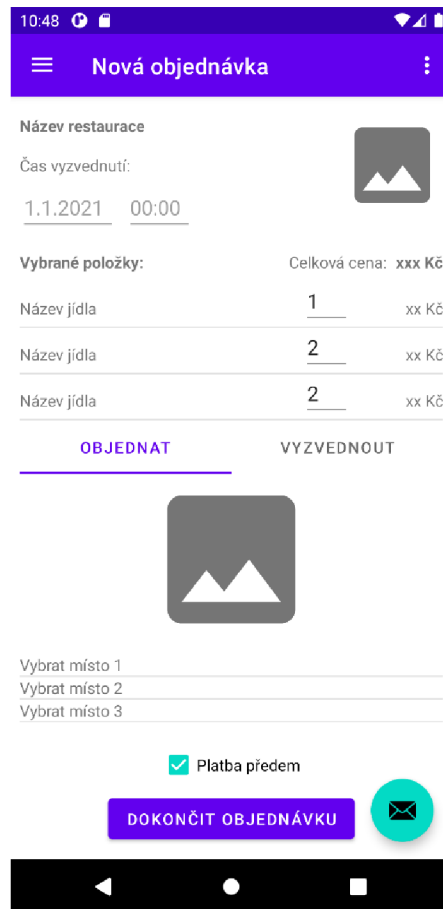 10:48
Nová objednávka
Název restaurace
Čas vyzvednutí:
1.1.2021 00:00
Vybrané položky: Celková cena: xxx Kč
Název jídla 1 xx Kč
Název jídla 2 xx Kč
Název jídla 2 xx Kč
OBJEDNAT VYZVEDNOUT
Vybrat místo 1
Vybrat místo 2
Vybrat místo 3
Platba předem
DOKONČIT OBJEDNÁVKU